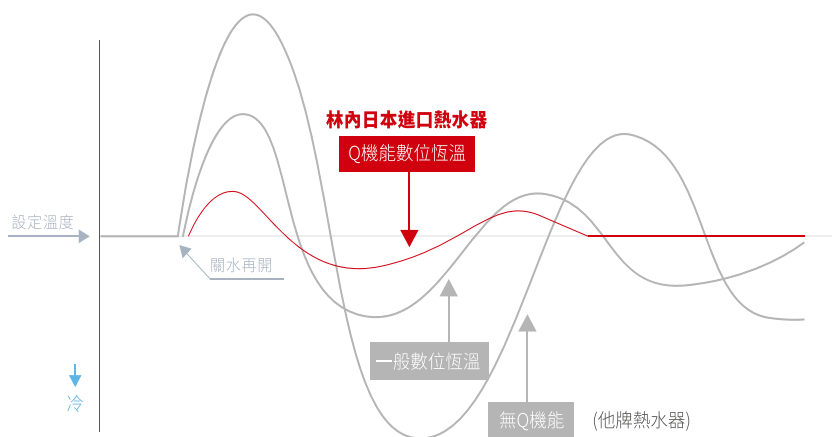 林內日本進口熱水器
Q機能數位恆溫
設定溫度
關水再開
一般數位恆溫
冷
無Q機能 (他牌熱水器)